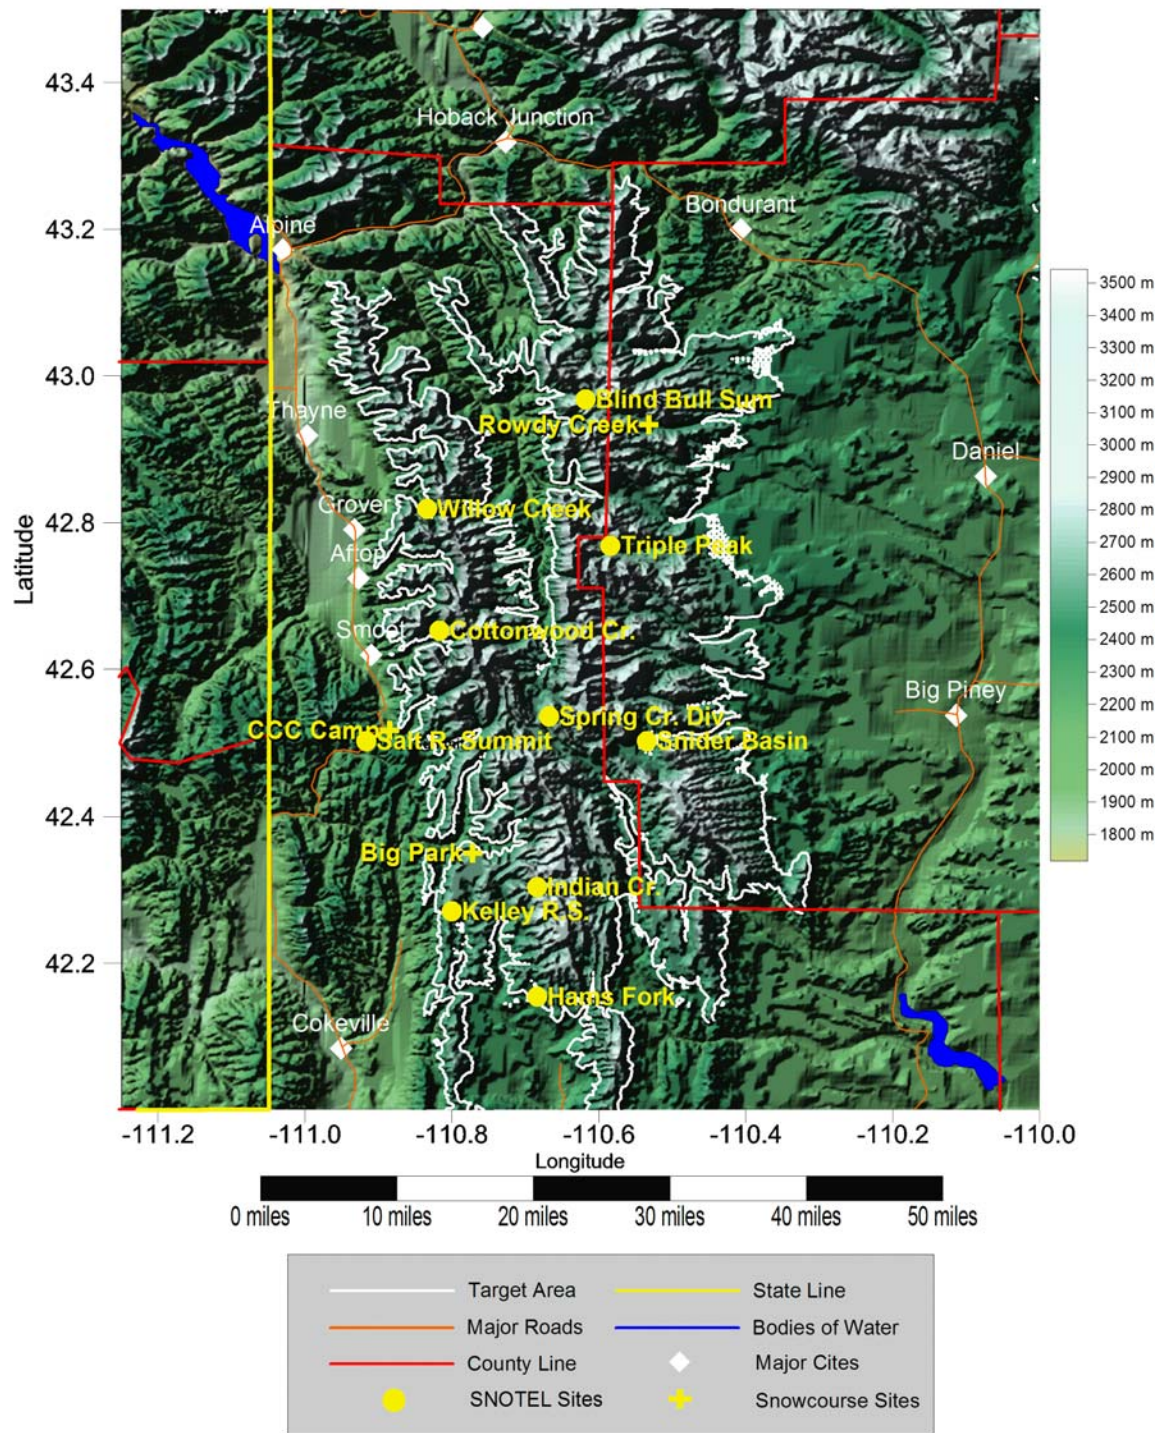 43.4
Hoback Junction
43.2
Alpine
Bondurant
3500 m
3400 m
3300 m
3200 m
3100 m
3000 m
2900 m
2800 m
2700 m
2600 m
2500 m
2400 m
2300 m
2200 m
2100 m
2000 m
1900 m
1800 m
43.0
Thayne
Blind Bull Sum
Rowdy Creek
Daniel
Latitude
42.8
Grover
Willow Creek
Afton
Triple Peak
Smoot
Cottonwood Cr.
42.6
Big Piney
CCC Camp
Salt R. Summit
Spring Cr. Div.
Snider Basin
42.4
Big Park
Indian Cr.
Kelley R.S.
42.2
Hams Fork
Cokeville
-111.2 -111.0 -110.8 -110.6 -110.4 -110.2 -110.0
Longitude
0 miles 10 miles 20 miles 30 miles 40 miles 50 miles
Target Area State Line
Major Roads Bodies of Water
County Line Major Cites
SNOTEL Sites Snowcourse Sites